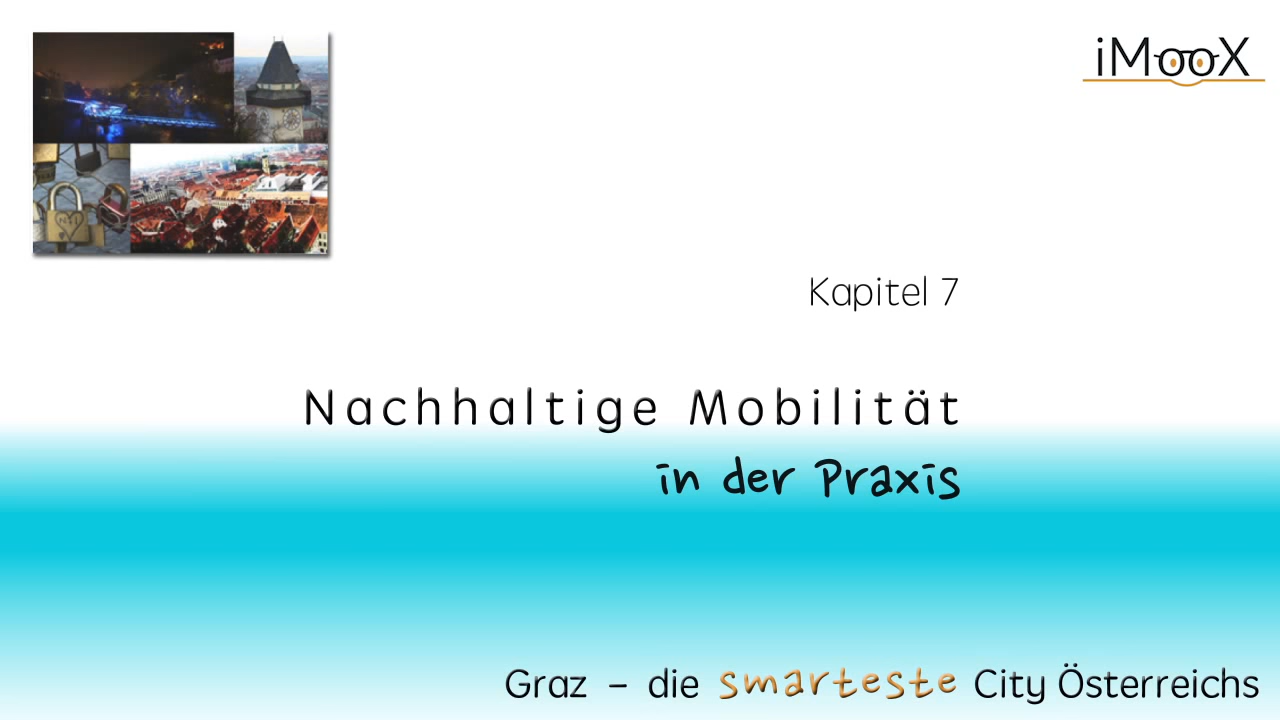 iMooX
Kapitel 7
Nachhaltige Mobilität
in der Praxis
Graz – die smarteste City Österreichs